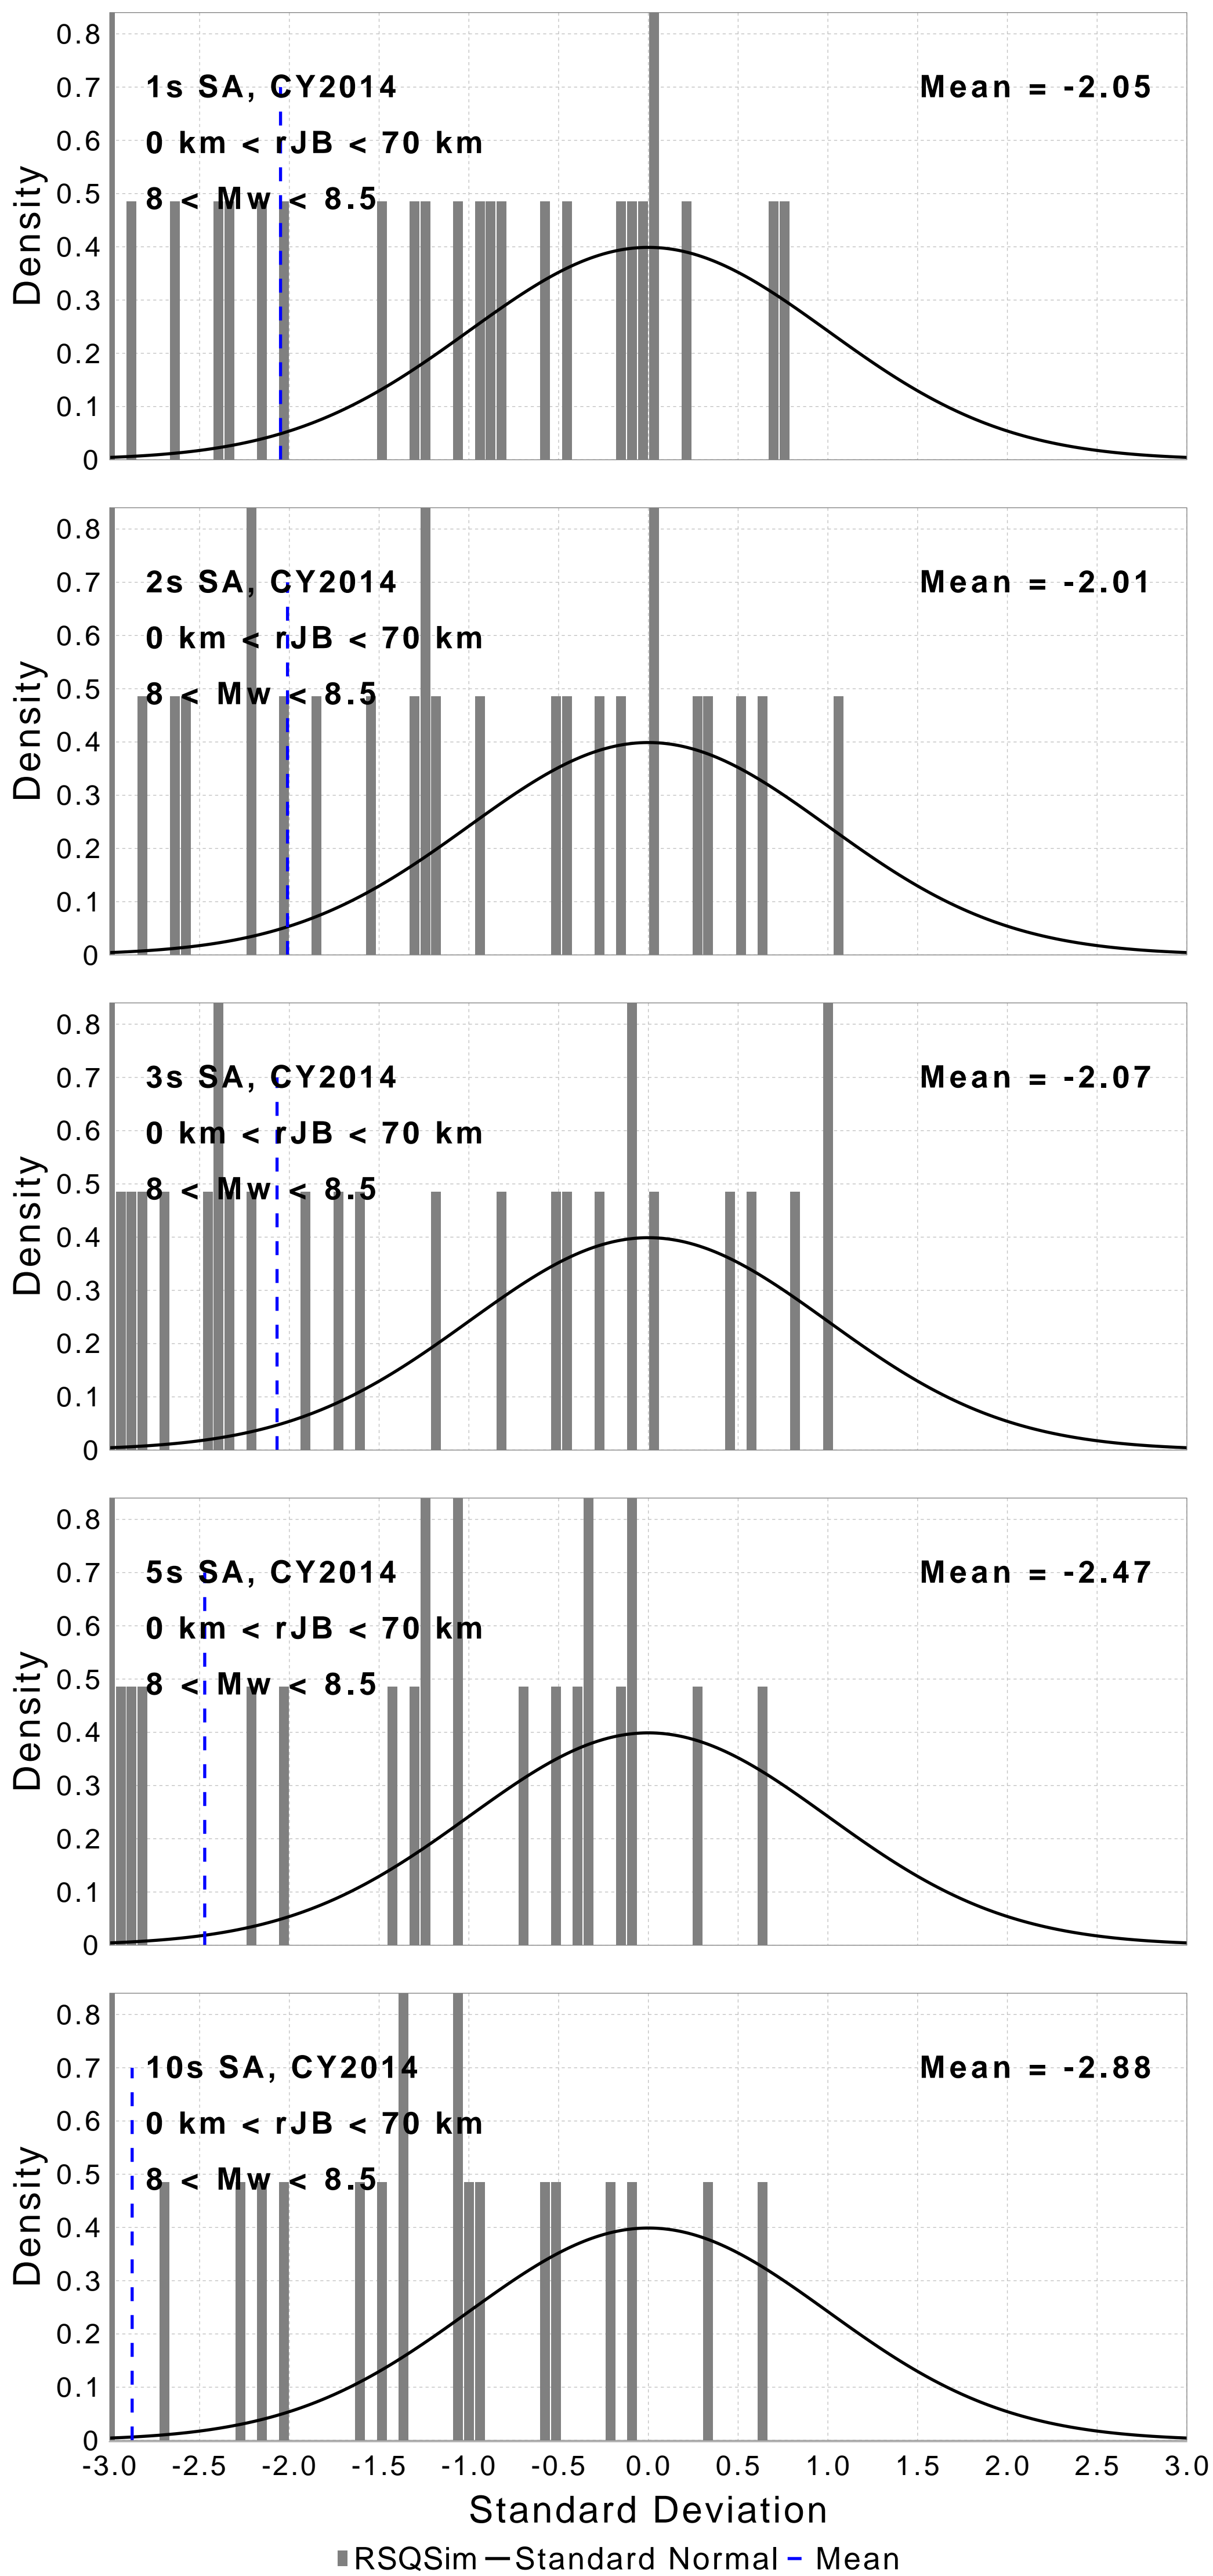 0.8
0.7
0.6
0.5
0.4
0.3
0.2
0.1
0
Density
1s SA, CY2014
0 km < rJB < 70 km
8 < Mw < 8.5
Mean = -2.05
0.8
0.7
0.6
0.5
0.4
0.3
0.2
0.1
0
Density
2s SA, CY2014
0 km < rJB < 70 km
8 < Mw < 8.5
Mean = -2.01
0.8
0.7
0.6
0.5
0.4
0.3
0.2
0.1
0
Density
3s SA, CY2014
0 km < rJB < 70 km
8 < Mw < 8.5
Mean = -2.07
0.8
0.7
0.6
0.5
0.4
0.3
0.2
0.1
0
Density
5s SA, CY2014
0 km < rJB < 70 km
8 < Mw < 8.5
Mean = -2.47
0.8
0.7
0.6
0.5
0.4
0.3
0.2
0.1
0
Density
10s SA, CY2014
0 km < rJB < 70 km
8 < Mw < 8.5
Mean = -2.88
-3.0 -2.5 -2.0 -1.5 -1.0 -0.5 0.0 0.5 1.0 1.5 2.0 2.5 3.0
Standard Deviation
RSQSim Standard Normal Mean